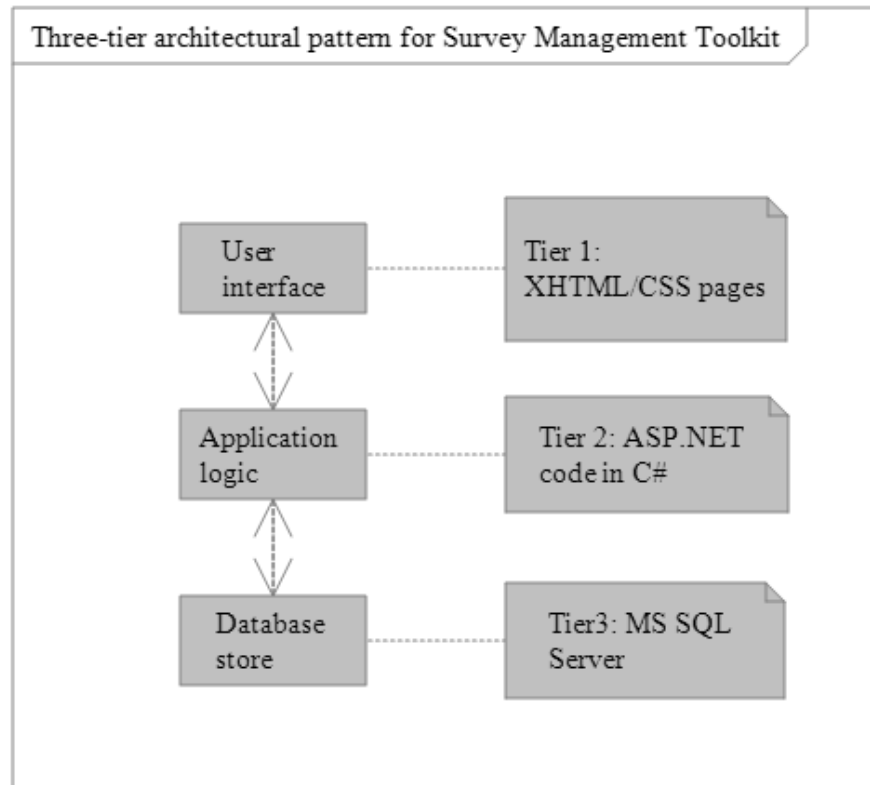 Three-tier architectural pattern for Survey Management Toolkit
User
interface
Tier 1:
XHTML/CSS pages
Application
logic
Tier 2: ASP.NET
code in C#
Database
store
Tier3: MS SQL
Server